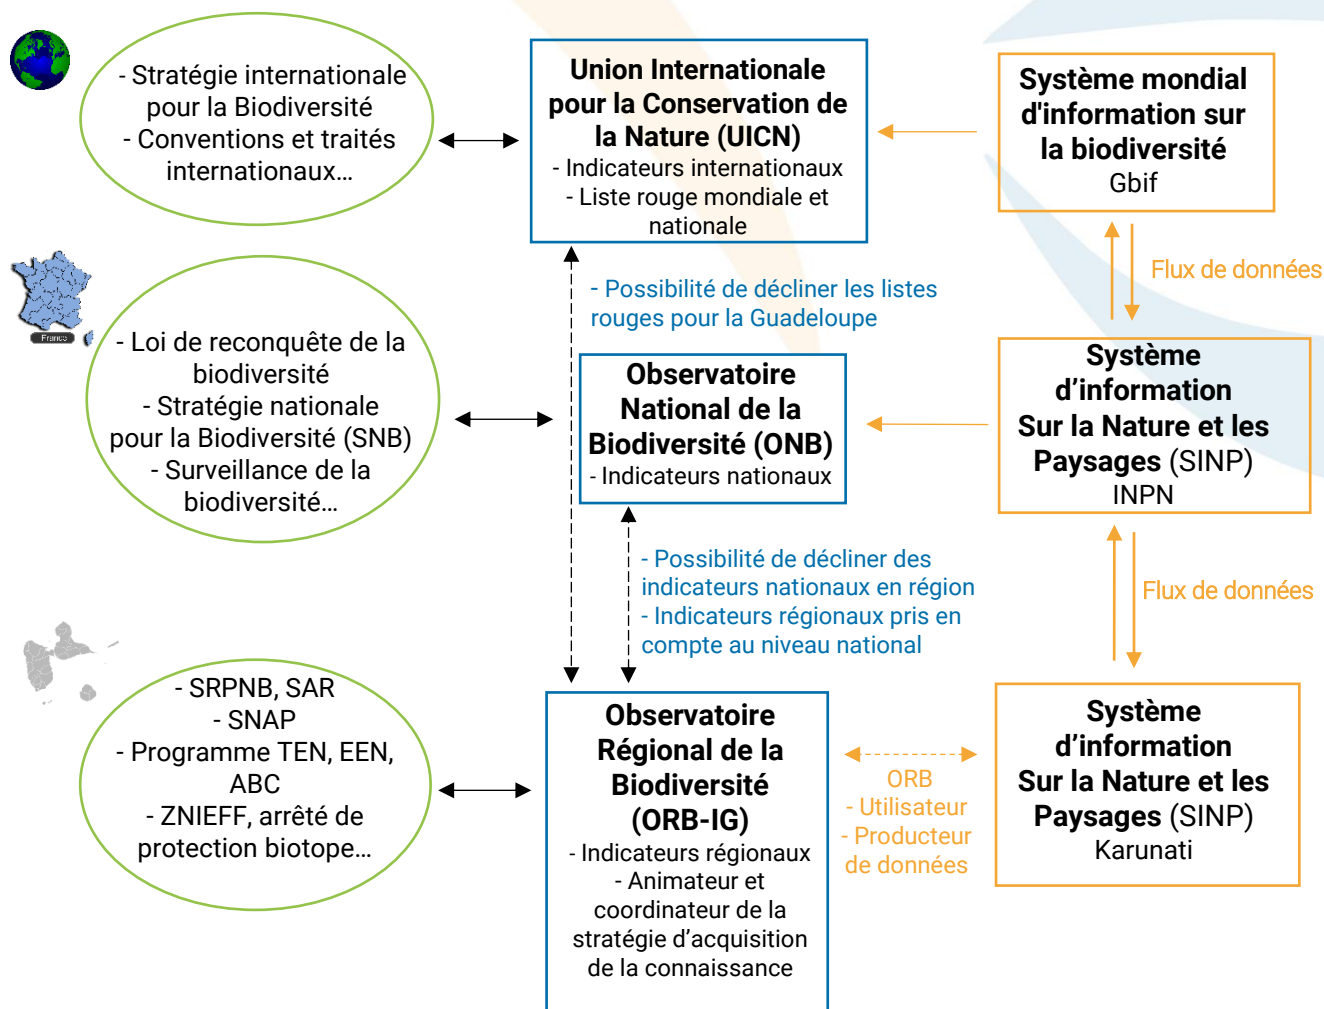 - Stratégie internationale
pour la Biodiversité
- Conventions et traités
internationaux…
Union Internationale
pour la Conservation de
la Nature (UICN)
- Indicateurs internationaux
- Liste rouge mondiale et
nationale
Système mondial
d'information sur
la biodiversité
Gbif
Flux de données
- Possibilité de décliner les listes
rouges pour la Guadeloupe
France
- Loi de reconquête de la
biodiversité
- Stratégie nationale
pour la Biodiversité (SNB)
- Surveillance de la
biodiversité…
Observatoire
National de la
Biodiversité (ONB)
- Indicateurs nationaux
Système
d’information
Sur la Nature et les
Paysages (SINP)
INPN
- Possibilité de décliner des
indicateurs nationaux en région
- Indicateurs régionaux pris en
compte au niveau national
Flux de données
- SRPNB, SAR
- SNAP
- Programme TEN, EEN,
ABC
- ZNIEFF, arrêté de
protection biotope…
Observatoire
Régional de la
Biodiversité
(ORB-IG)
- Indicateurs régionaux
- Animateur et
coordinateur de la
stratégie d’acquisition
de la connaissance
ORB
- Utilisateur
- Producteur
de données
Système
d’information
Sur la Nature et les
Paysages (SINP)
Karunati